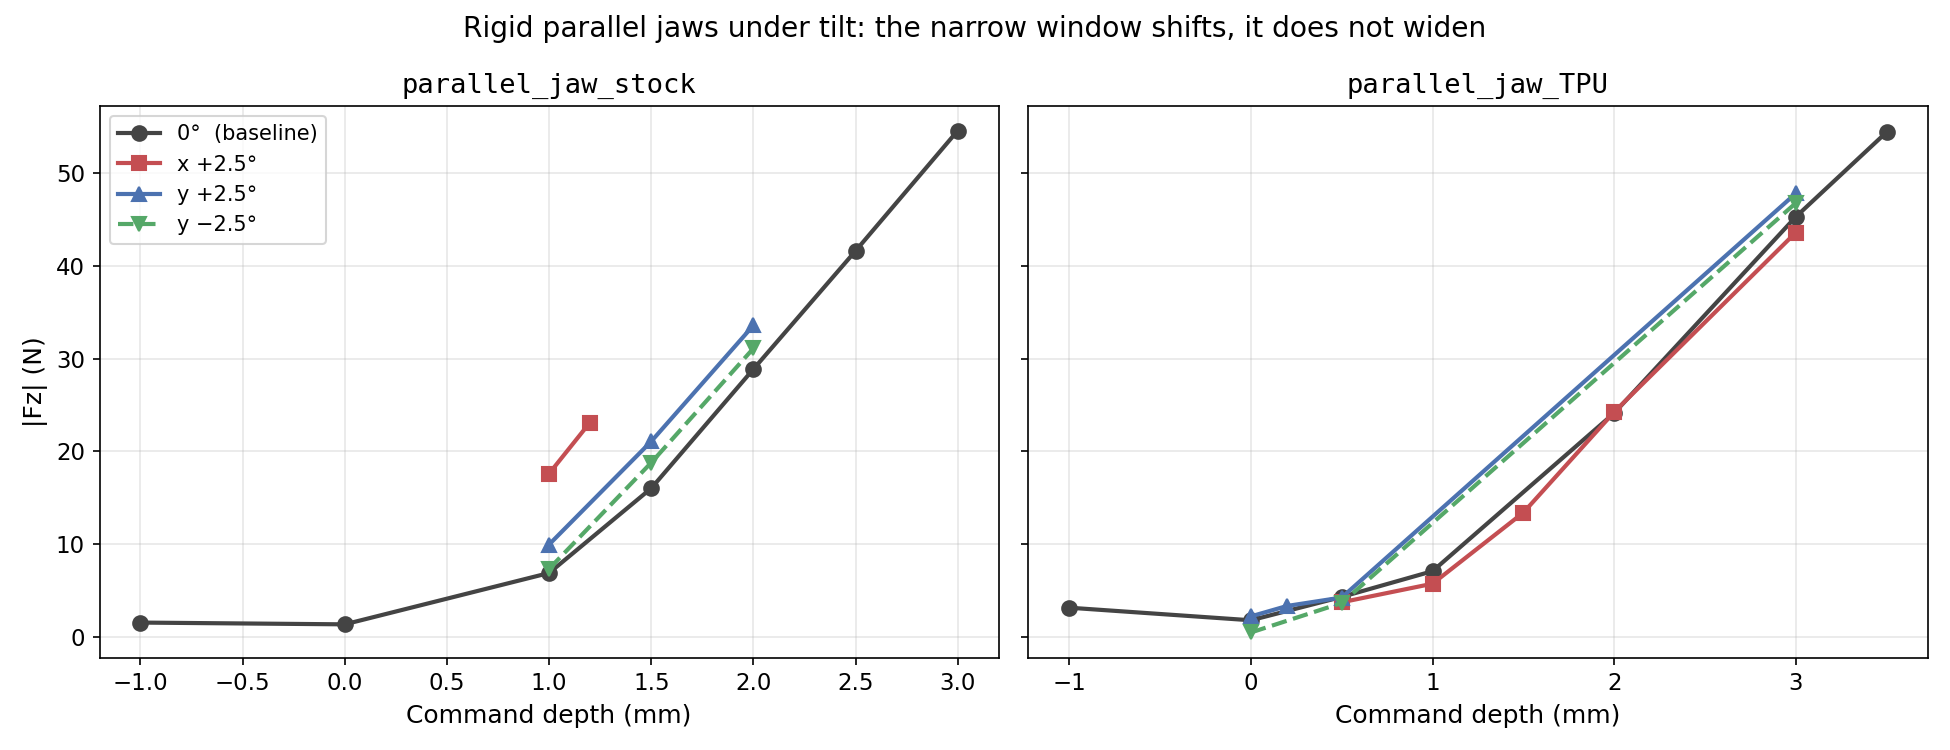 Rigid parallel jaws under tilt: the narrow window shifts, it does not widen
parallel_jaw_stock
parallel_jaw_TPU
0°  (baseline)
x +2.5°
y +2.5°
y −2.5°
|Fz| (N)
50
40
30
20
10
0
−1.0 −0.5 0.0 0.5 1.0 1.5 2.0 2.5 3.0
Command depth (mm)
−1 0 1 2 3
Command depth (mm)